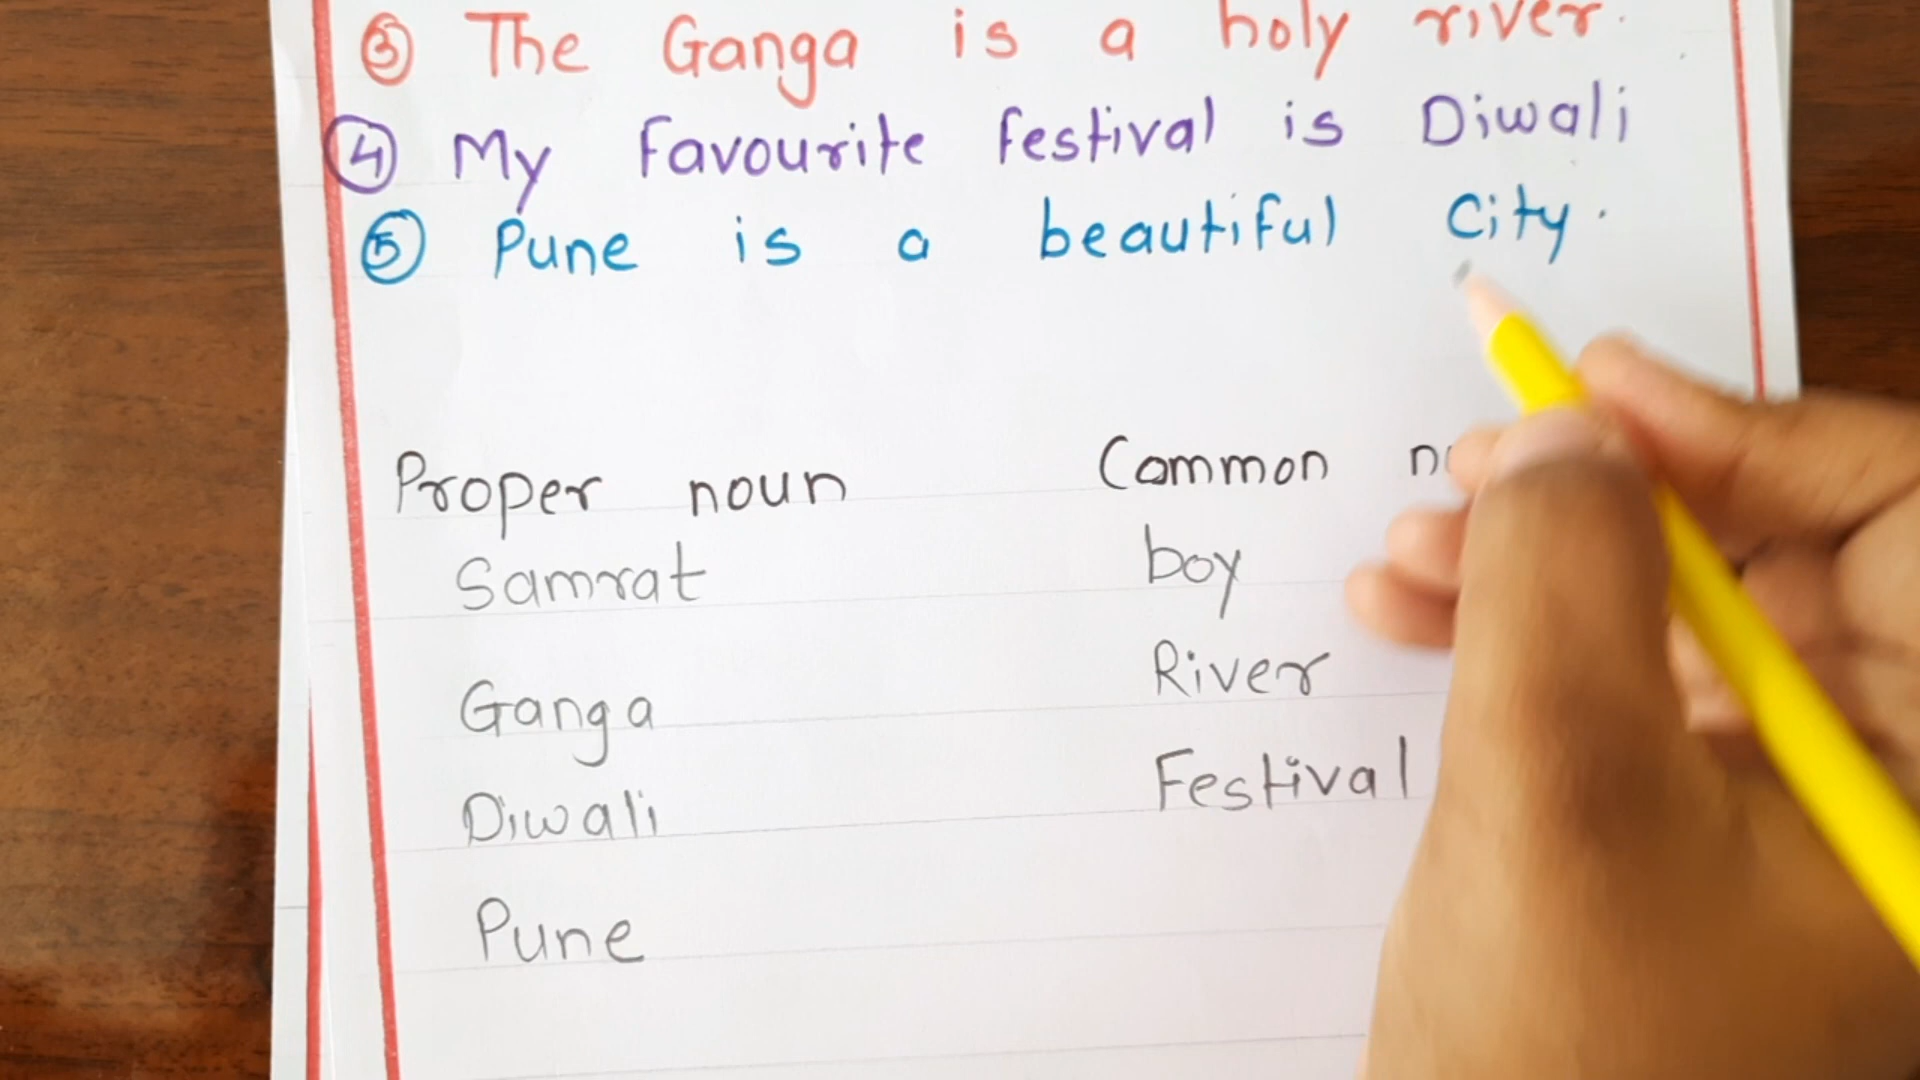 ③ The Ganga is a holy river.
④ My Favourite Festival is Diwali
⑤ Pune is a beautiful City.
Proper noun Common
Samrat boy
Ganga River
Diwali Festival
Pune